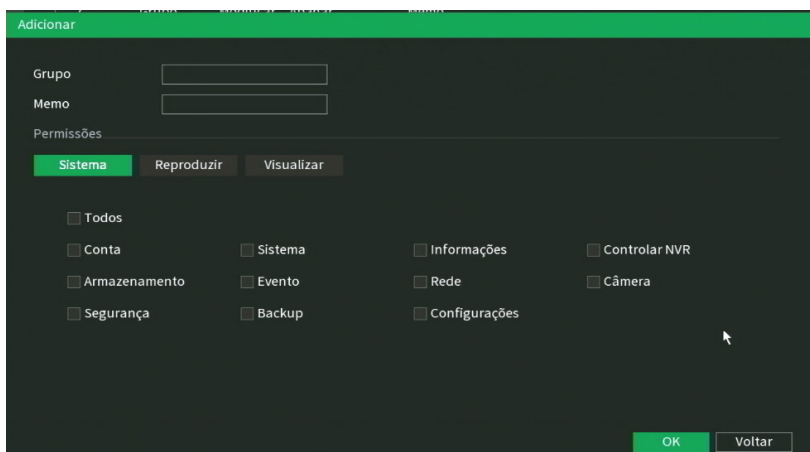 Adicionar
Grupo
Memo
Permissões
Sistema Reproduzir Visualizar
Todos
Conta Sistema Informações Controlar NVR
Armazenamento Evento Rede Câmera
Segurança Backup Configurações
OK Voltar